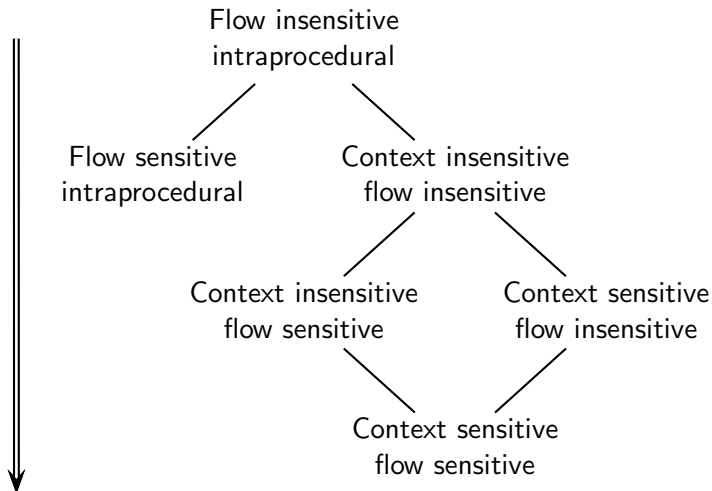 Flow insensitive
intraprocedural
Flow sensitive
intraprocedural
Context insensitive
flow insensitive
Context insensitive
flow sensitive
Context sensitive
flow insensitive
Context sensitive
flow sensitive